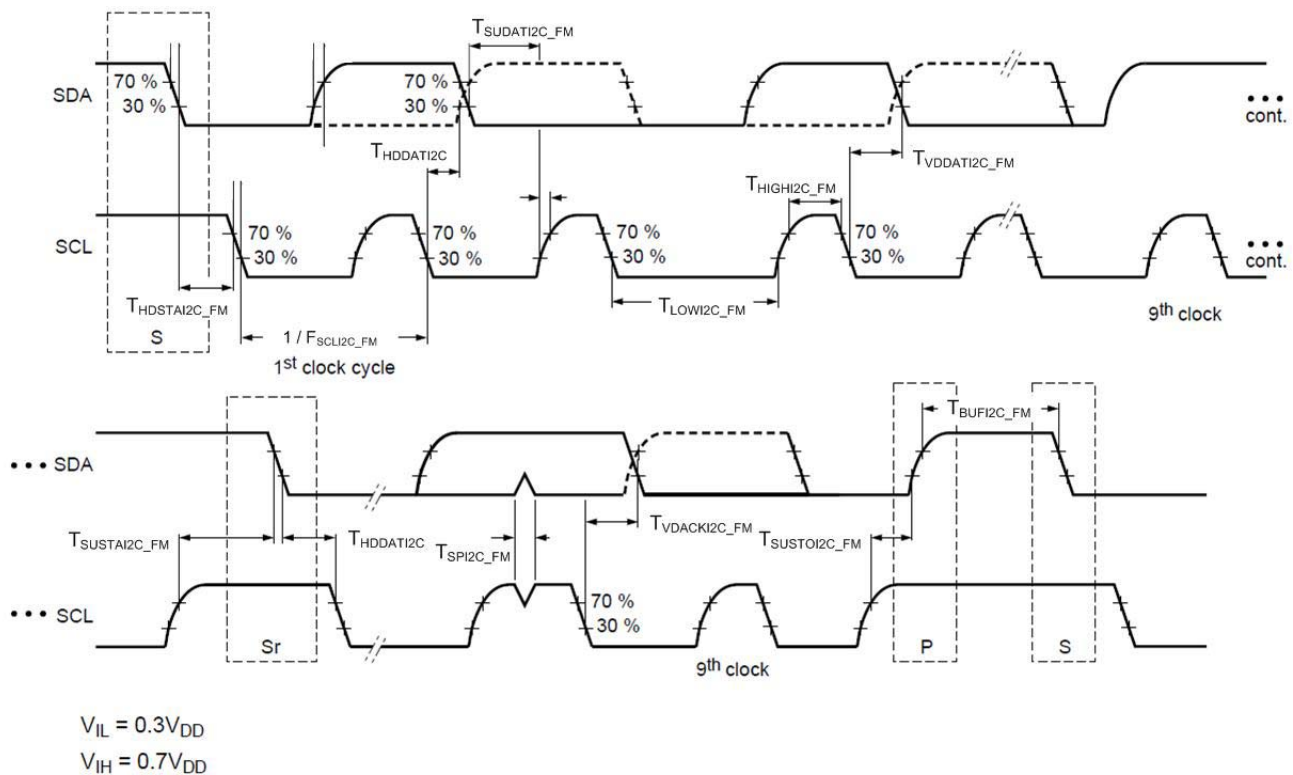 T_SUDATI2C_FM
70 %
30 %
70 %
30 %
SDA
cont.
T_HDDATI2C
T_VDDATI2C_FM
T_HIGHI2C_FM
SCL
70 %
30 %
70 %
30 %
70 %
30 %
70 %
30 %
cont.
T_HDSTAI2C_FM
T_LOWI2C_FM
9th clock
S
1 / F_SCLI2C_FM
1st clock cycle
T_BUFI2C_FM
SDA
T_SUSTAI2C_FM
T_HDDATI2C
T_SPI2C_FM
T_VDACKI2C_FM
T_SUSTOI2C_FM
SCL
70 %
30 %
Sr
9th clock
P
S
V_IL = 0.3V_DD
V_IH = 0.7V_DD